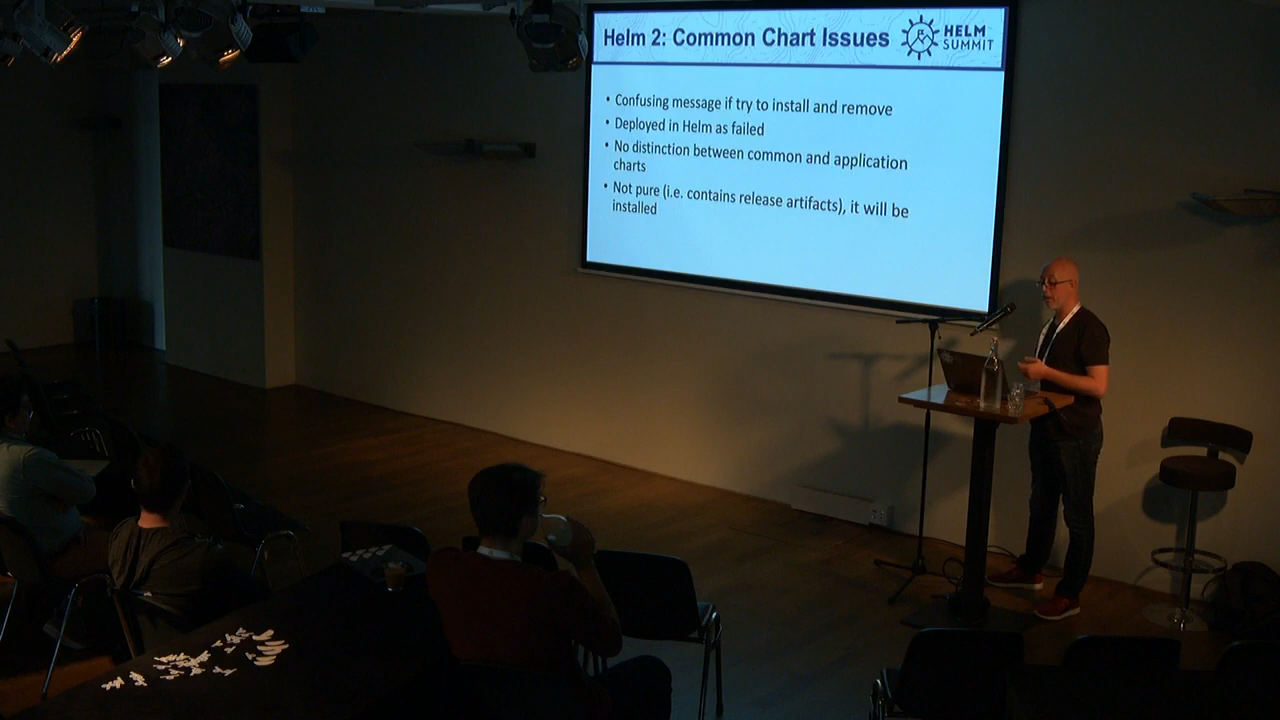 Helm 2: Common Chart Issues
HELM
SUMMIT
• Confusing message if try to install and remove
• Deployed in Helm as failed
• No distinction between common and application
charts
• Not pure (i.e. contains release artifacts), it will be
installed